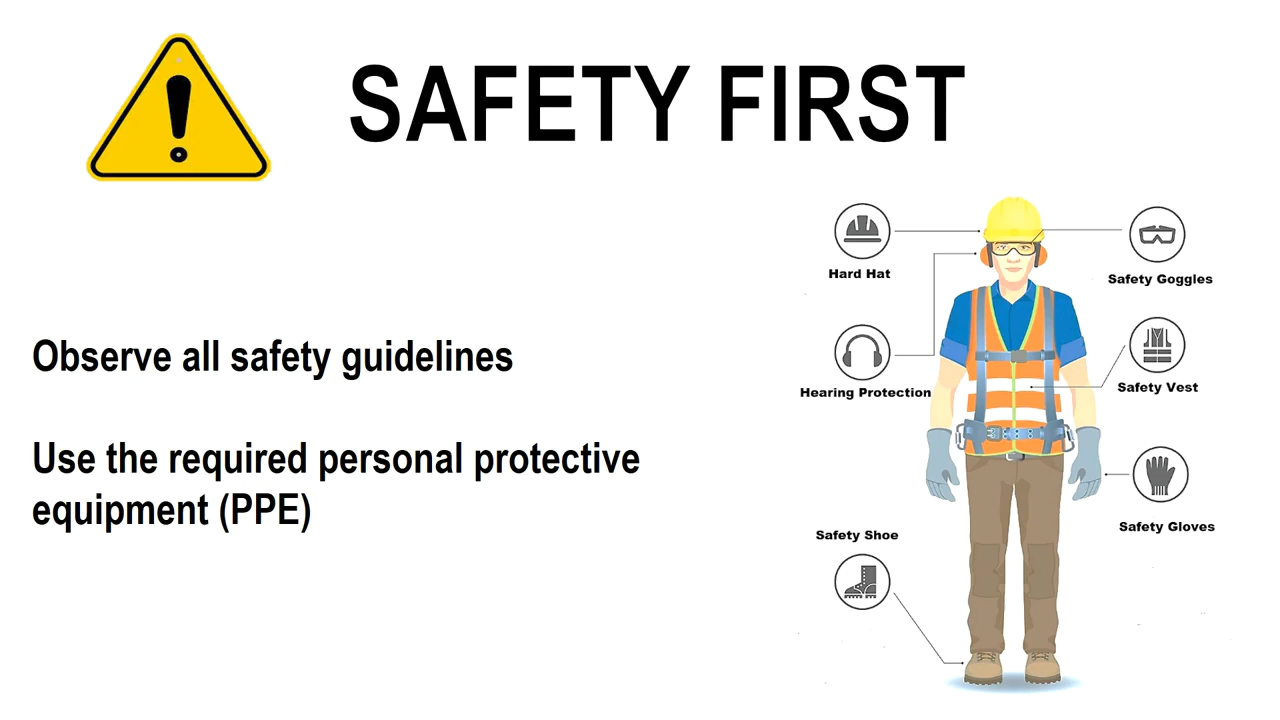 SAFETY FIRST
Observe all safety guidelines
Use the required personal protective
equipment (PPE)
Hard Hat
Safety Goggles
Hearing Protection
Safety Vest
Safety Gloves
Safety Shoe